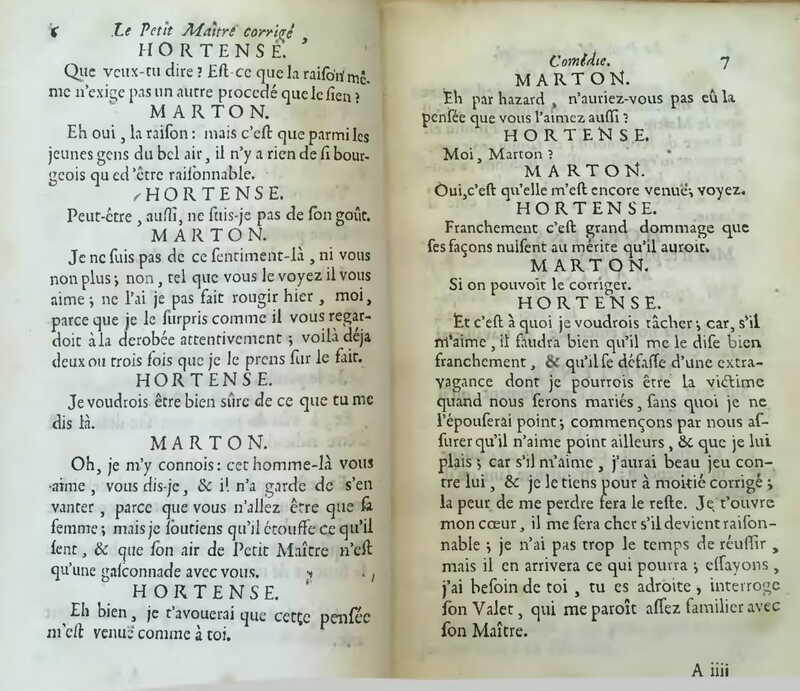 6 Le Petit Maître corrigé,
HORTENSE.
Que veux-tu dire ? Eſt-ce que la raiſon mê-
me n'exige pas un autre procedé que le ſien ?
MARTON.
Eh oui, la raiſon : mais c'eſt que parmi les
jeunes gens du bel air, il n'y a rien de ſi bour-
geois qu ed'être raiſonnable.
HORTENSE.
Peut-être, auſſi, ne ſuis-je pas de ſon goût.
MARTON.
Je ne ſuis pas de ce ſentiment-là, ni vous
non plus ; non, tel que vous le voyez il vous
aime ; ne l'ai je pas fait rougir hier, moi,
parce que je le ſurpris comme il vous regar-
doit à la derobée attentivement ; voilà déja
deux ou trois fois que je le prens ſur le fait.
HORTENSE.
Je voudrois être bien sûre de ce que tu me
dis là.
MARTON.
Oh, je m'y connois : cet homme-là vous
aime, vous dis-je, & il n'a garde de s'en
vanter, parce que vous n'allez être que ſa
femme ; mais je ſoutiens qu'il étouffe ce qu'il
ſent, & que ſon air de Petit Maître n'eſt
qu'une gaſconnade avec vous.
HORTENSE.
Eh bien, je t'avouerai que cette penſée
m'eſt venuë comme à toi.
Comédie. 7
MARTON.
Eh par hazard, n'auriez-vous pas eû la
penſée que vous l'aimez auſſi ?
HORTENSE.
Moi, Marton ?
MARTON.
Oui, c'eſt qu'elle m'eſt encore venuë ; voyez.
HORTENSE.
Franchement c'eſt grand dommage que
ſes façons nuiſent au mérite qu'il auroit.
MARTON.
Si on pouvoit le corriger.
HORTENSE.
Et c'eſt à quoi je voudrois tâcher ; car, s'il
m'aime, il faudra bien qu'il me le diſe bien
franchement, & qu'il ſe défaſſe d'une extra-
vagance dont je pourrois être la victime
quand nous ſerons mariés, ſans quoi je ne
l'épouſerai point ; commençons par nous aſ-
ſurer qu'il n'aime point ailleurs, & que je lui
plais ; car s'il m'aime, j'aurai beau jeu con-
tre lui, & je le tiens pour à moitié corrigé ;
la peur de me perdre fera le reſte. Je t'ouvre
mon cœur, il me ſera cher s'il devient raiſon-
nable ; je n'ai pas trop le temps de réuſſir,
mais il en arrivera ce qui pourra ; eſſayons,
j'ai beſoin de toi, tu es adroite, interroge
ſon Valet, qui me paroît aſſez familier avec
ſon Maître.
A iiij